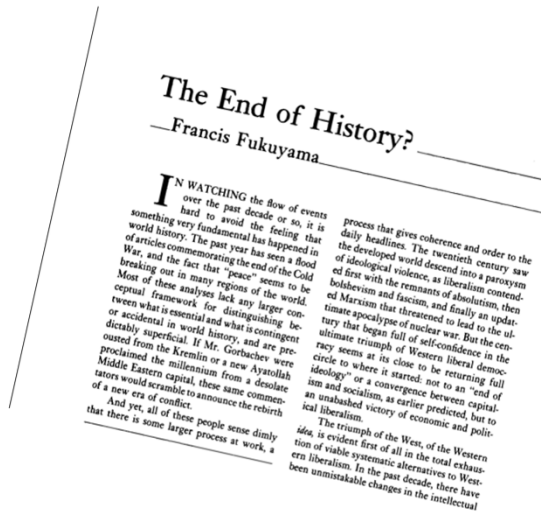 The End of History?
Francis Fukuyama
IN WATCHING the flow of events
over the past decade or so, it is
hard to avoid the feeling that
something very fundamental has happened in
world history. The past year has seen a flood
of articles commemorating the end of the Cold
War, and the fact that "peace" seems to be
breaking out in many regions of the world.
Most of these analyses lack any larger con-
ceptual framework for distinguishing be-
tween what is essential and what is contingent
or accidental in world history, and are pre-
dictably superficial. If Mr. Gorbachev were
ousted from the Kremlin or a new Ayatollah
proclaimed the millennium from a desolate
Middle Eastern capital, these same commen-
tators would scramble to announce the rebirth
of a new era of conflict.
And yet, all of these people sense dimly
that there is some larger process at work, a
process that gives coherence and order to the
daily headlines. The twentieth century saw
the developed world descend into a paroxysm
of ideological violence, as liberalism contend-
ed first with the remnants of absolutism, then
bolshevism and fascism, and finally an updat-
ed Marxism that threatened to lead to the ul-
timate apocalypse of nuclear war. But the cen-
tury that began full of self-confidence in the
ultimate triumph of Western liberal democ-
racy seems at its close to be returning full
circle to where it started: not to an "end of
ideology" or a convergence between capital-
ism and socialism, as earlier predicted, but to
an unabashed victory of economic and polit-
ical liberalism.
The triumph of the West, of the Western
idea, is evident first of all in the total exhaus-
tion of viable systematic alternatives to West-
ern liberalism. In the past decade, there have
been unmistakable changes in the intellectual